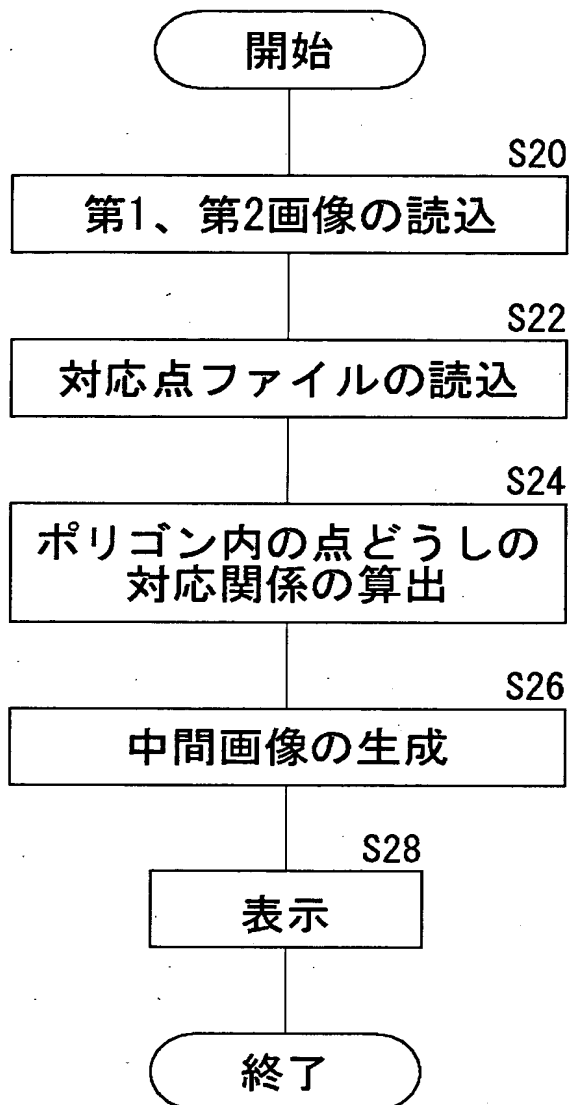 開始
S20
第1、第2画像の読込
S22
対応点ファイルの読込
S24
ポリゴン内の点どうしの
対応関係の算出
S26
中間画像の生成
S28
表示
終了